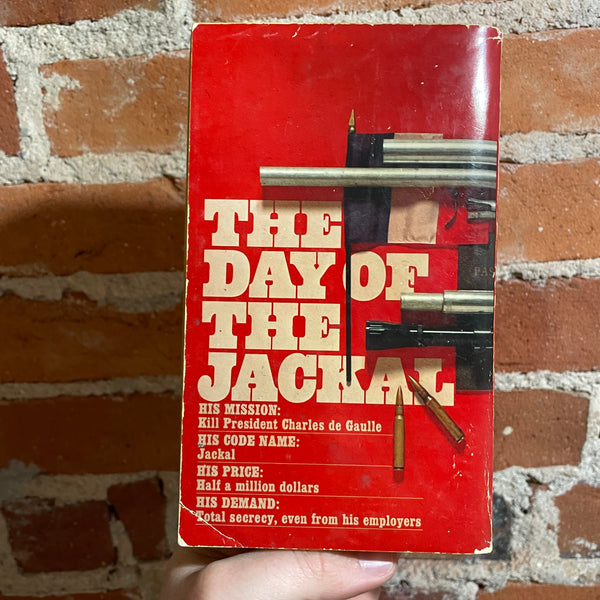 THE
DAY OF
THE
JACKAL
HIS MISSION:
Kill President Charles de Gaulle
HIS CODE NAME:
Jackal
HIS PRICE:
Half a million dollars
HIS DEMAND:
Total secrecy, even from his employers